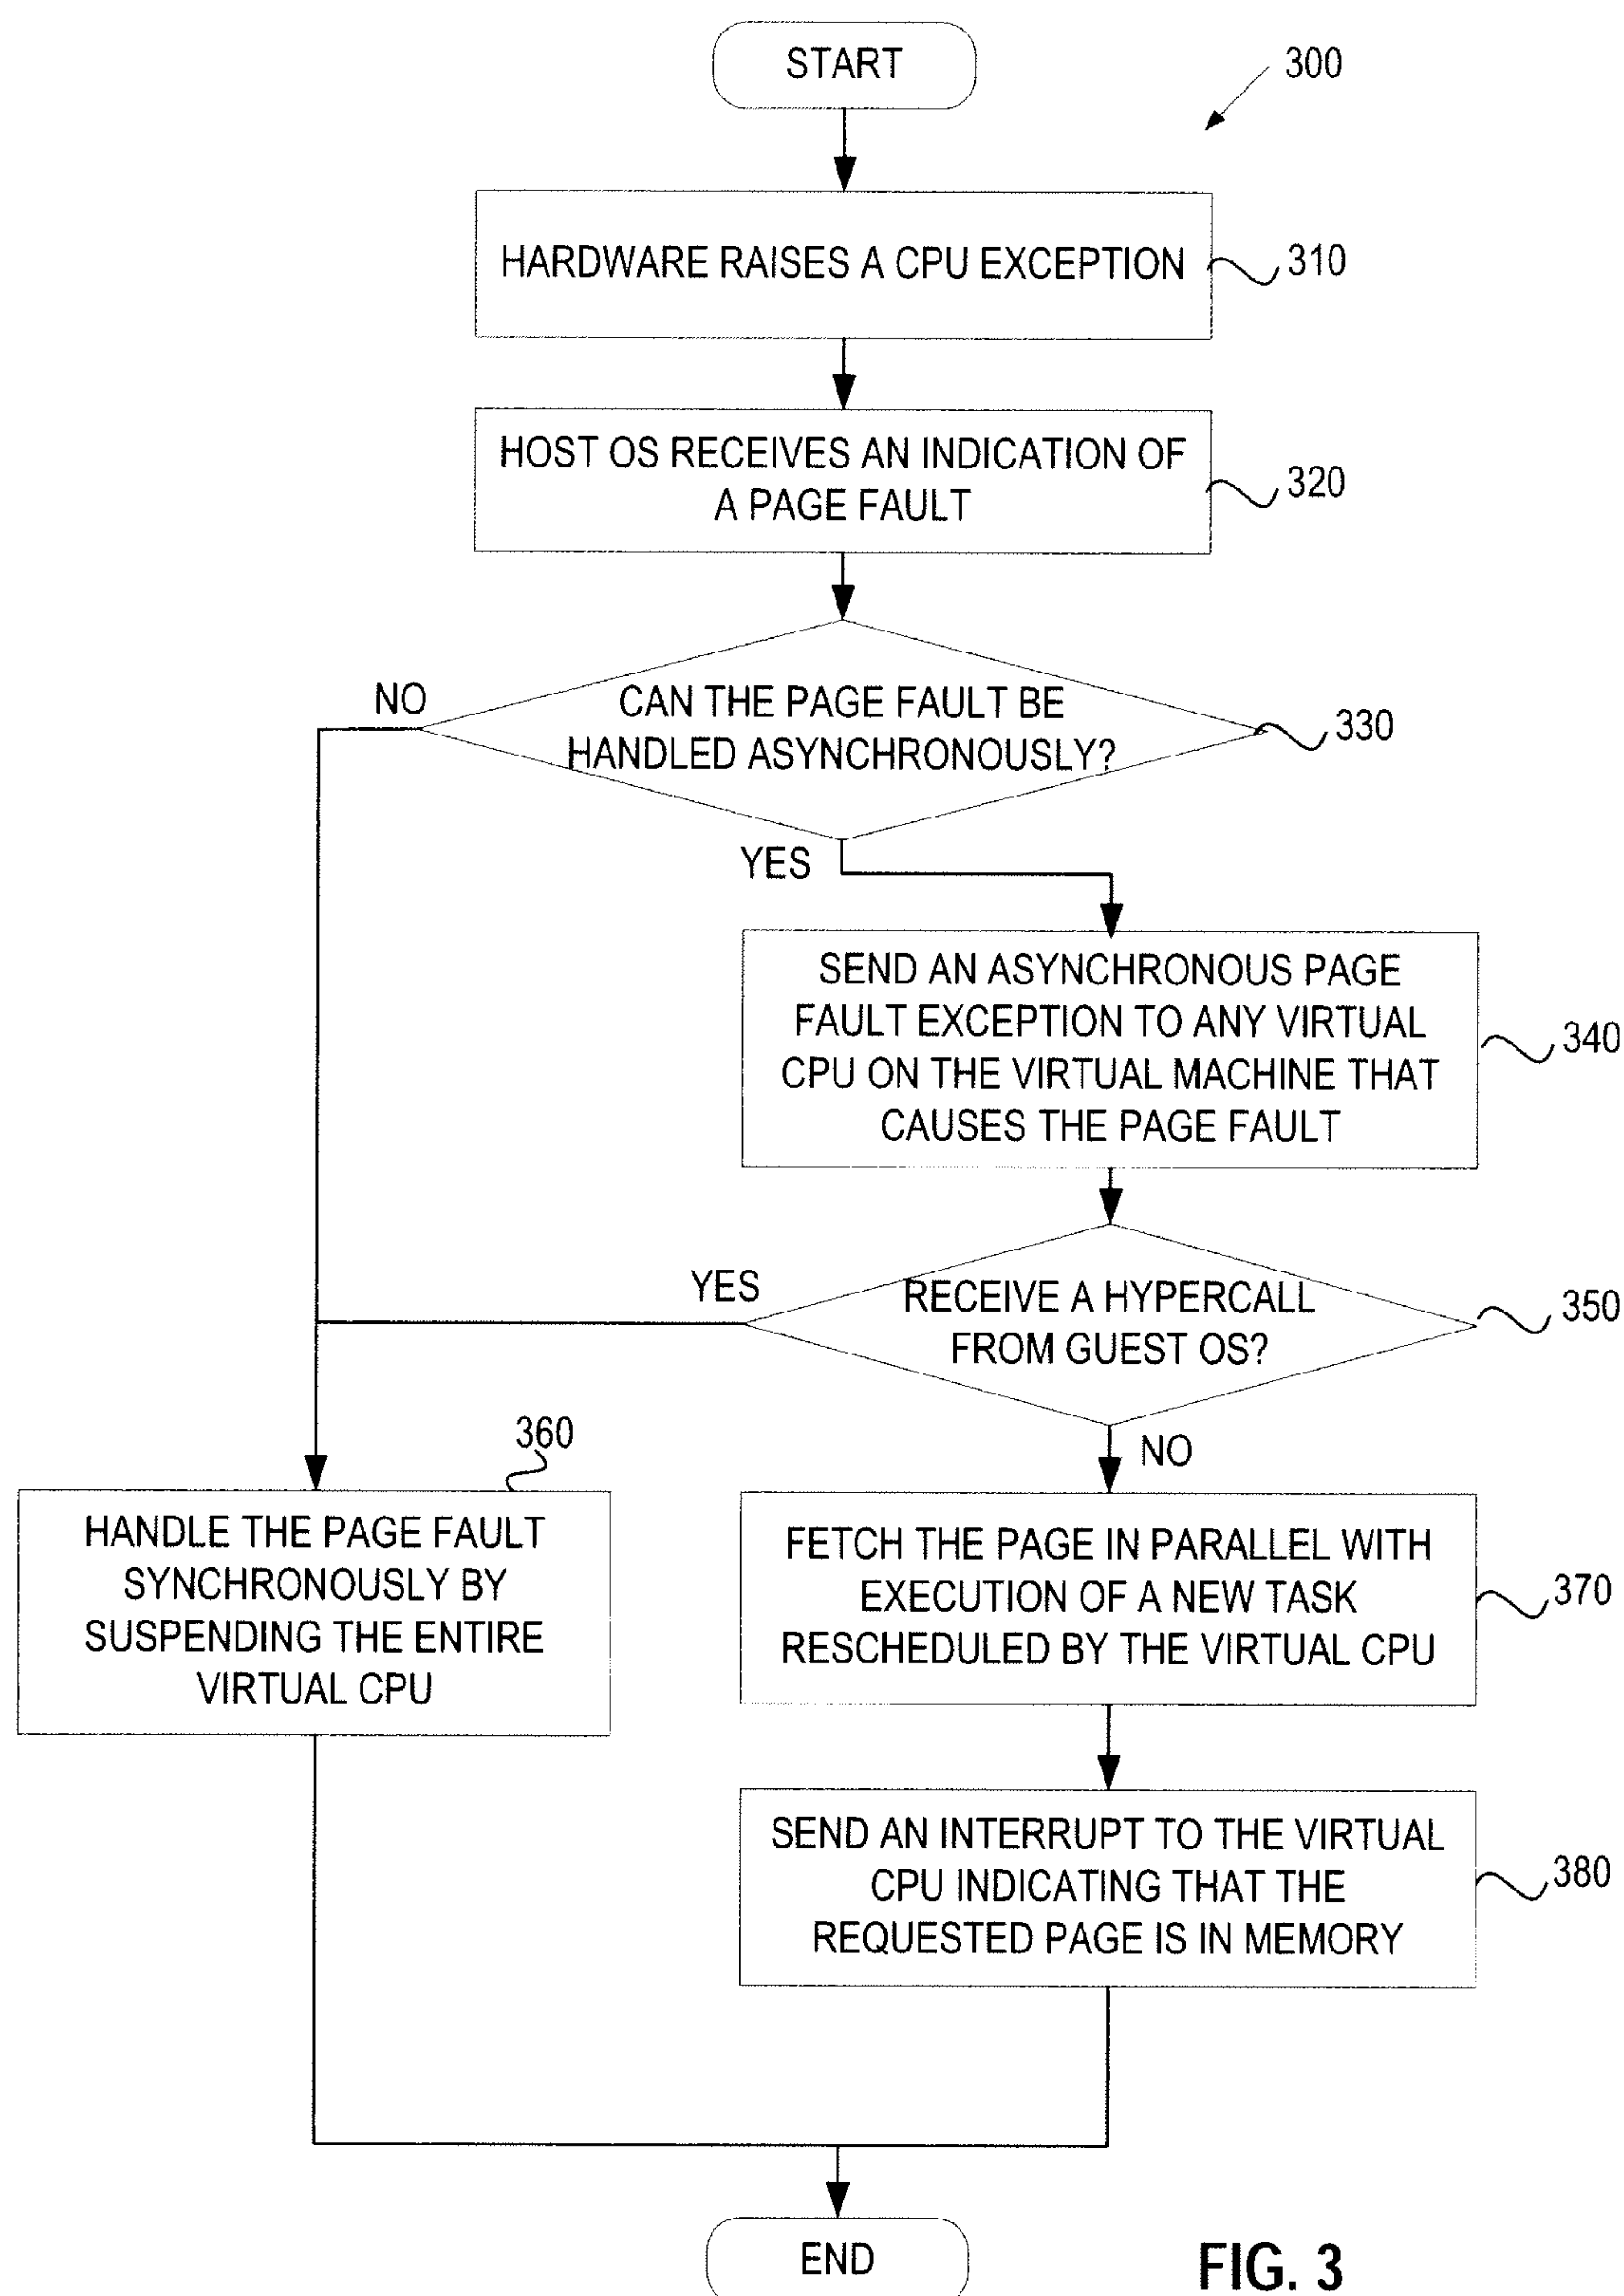 START
300
HARDWARE RAISES A CPU EXCEPTION
310
HOST OS RECEIVES AN INDICATION OF
A PAGE FAULT
320
NO
CAN THE PAGE FAULT BE
HANDLED ASYNCHRONOUSLY?
330
YES
SEND AN ASYNCHRONOUS PAGE
FAULT EXCEPTION TO ANY VIRTUAL
CPU ON THE VIRTUAL MACHINE THAT
CAUSES THE PAGE FAULT
340
YES
RECEIVE A HYPERCALL
FROM GUEST OS?
350
NO
360
HANDLE THE PAGE FAULT
SYNCHRONOUSLY BY
SUSPENDING THE ENTIRE
VIRTUAL CPU
FETCH THE PAGE IN PARALLEL WITH
EXECUTION OF A NEW TASK
RESCHEDULED BY THE VIRTUAL CPU
370
SEND AN INTERRUPT TO THE VIRTUAL
CPU INDICATING THAT THE
REQUESTED PAGE IS IN MEMORY
380
END
FIG. 3